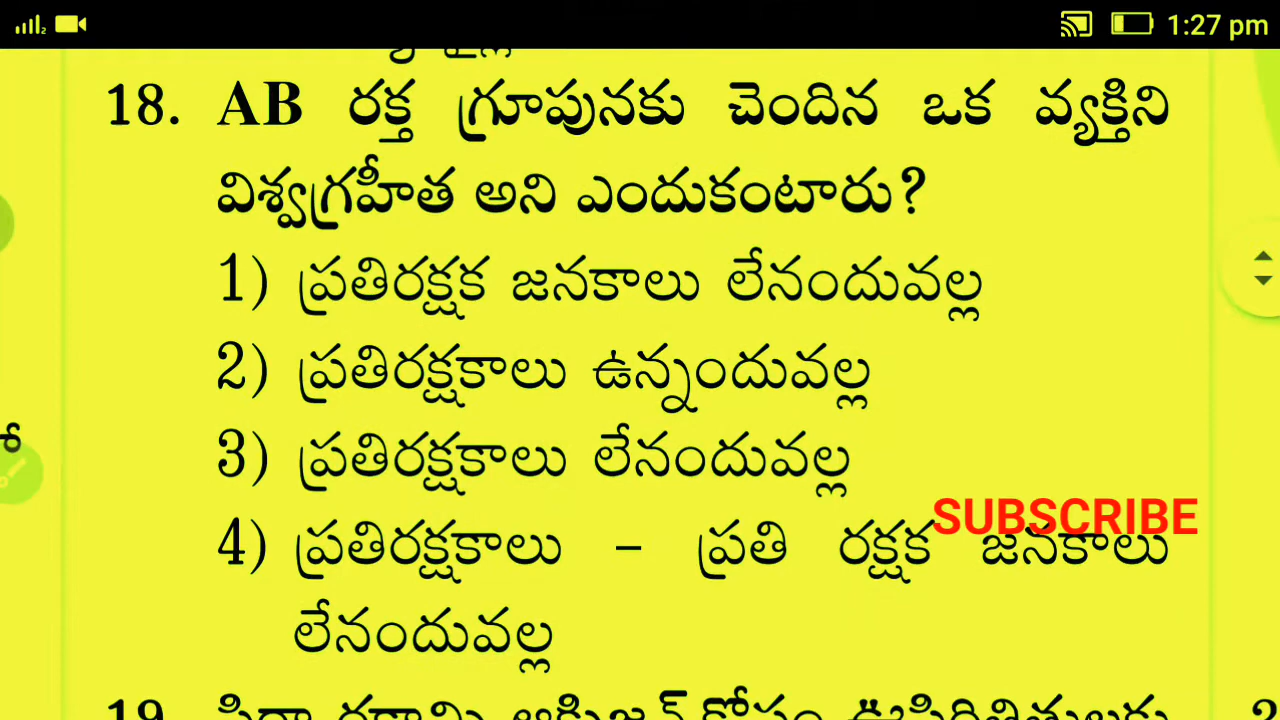 1:27 pm
18. AB రక్త గ్రూపునకు చెందిన ఒక వ్యక్తిని
విశ్వగ్రహీత అని ఎందుకంటారు?
1) ప్రతిరక్షక జనకాలు లేనందువల్ల
2) ప్రతిరక్షకాలు ఉన్నందువల్ల
3) ప్రతిరక్షకాలు లేనందువల్ల
SUBSCRIBE
4) ప్రతిరక్షకాలు – ప్రతి రక్షక జనకాలు
లేనందువల్ల
19.